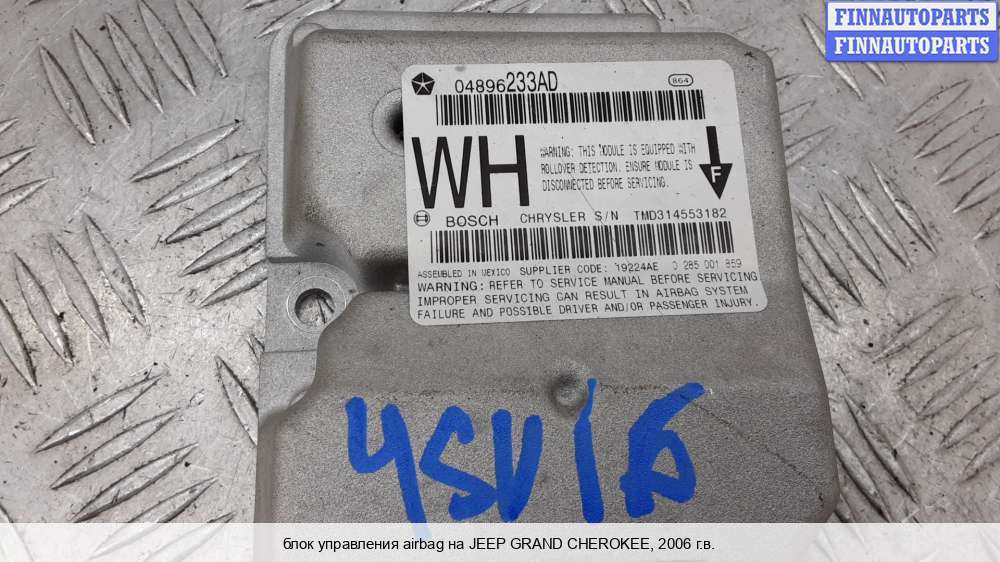 FINNAUTOPARTS
FINNAUTOPARTS
04896233AD
864
WH
WARNING: THIS MODULE IS EQUIPPED WITH
ROLLOVER DETECTION. ENSURE MODULE IS
DISCONNECTED BEFORE SERVICING.
F
BOSCH CHRYSLER S/N TMD314553182
ASSEMBLED IN MEXICO SUPPLIER CODE: 19224AE 0 285 001 859
WARNING: REFER TO SERVICE MANUAL BEFORE SERVICING
IMPROPER SERVICING CAN RESULT IN AIRBAG SYSTEM
FAILURE AND POSSIBLE DRIVER AND/OR PASSENGER INJURY.
блок управления airbag на JEEP GRAND CHEROKEE, 2006 г.в.